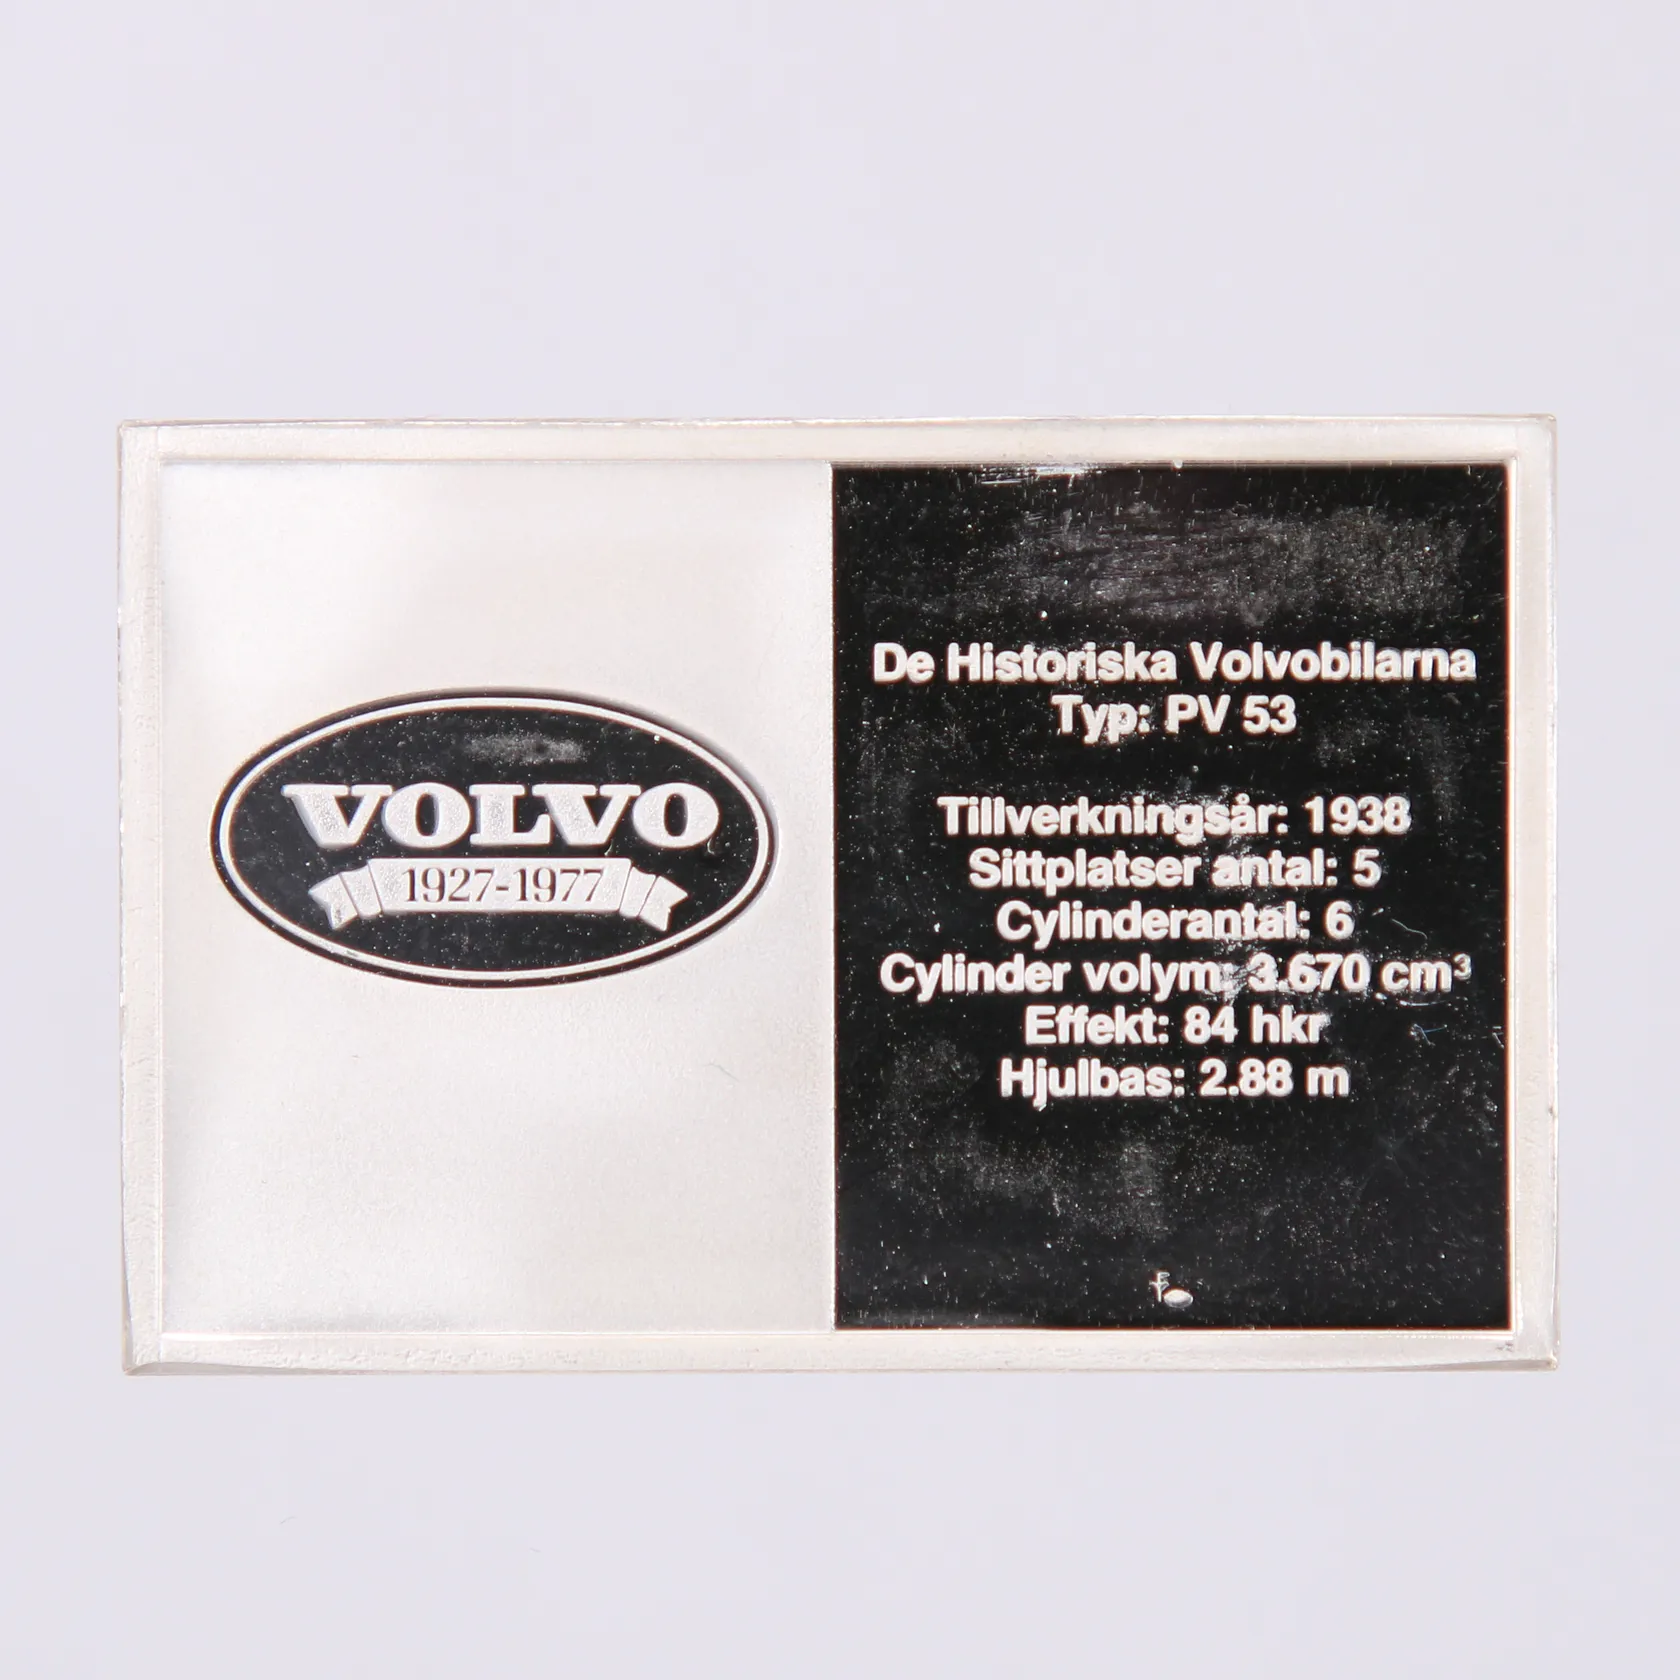 VOLVO
1927-1977
De Historiska Volvobilarna
Typ: PV 53
Tillverkningsår: 1938
Sittplatser antal: 5
Cylinderantal: 6
Cylinder volym: 3.670 cm³
Effekt: 84 hkr
Hjulbas: 2.88 m